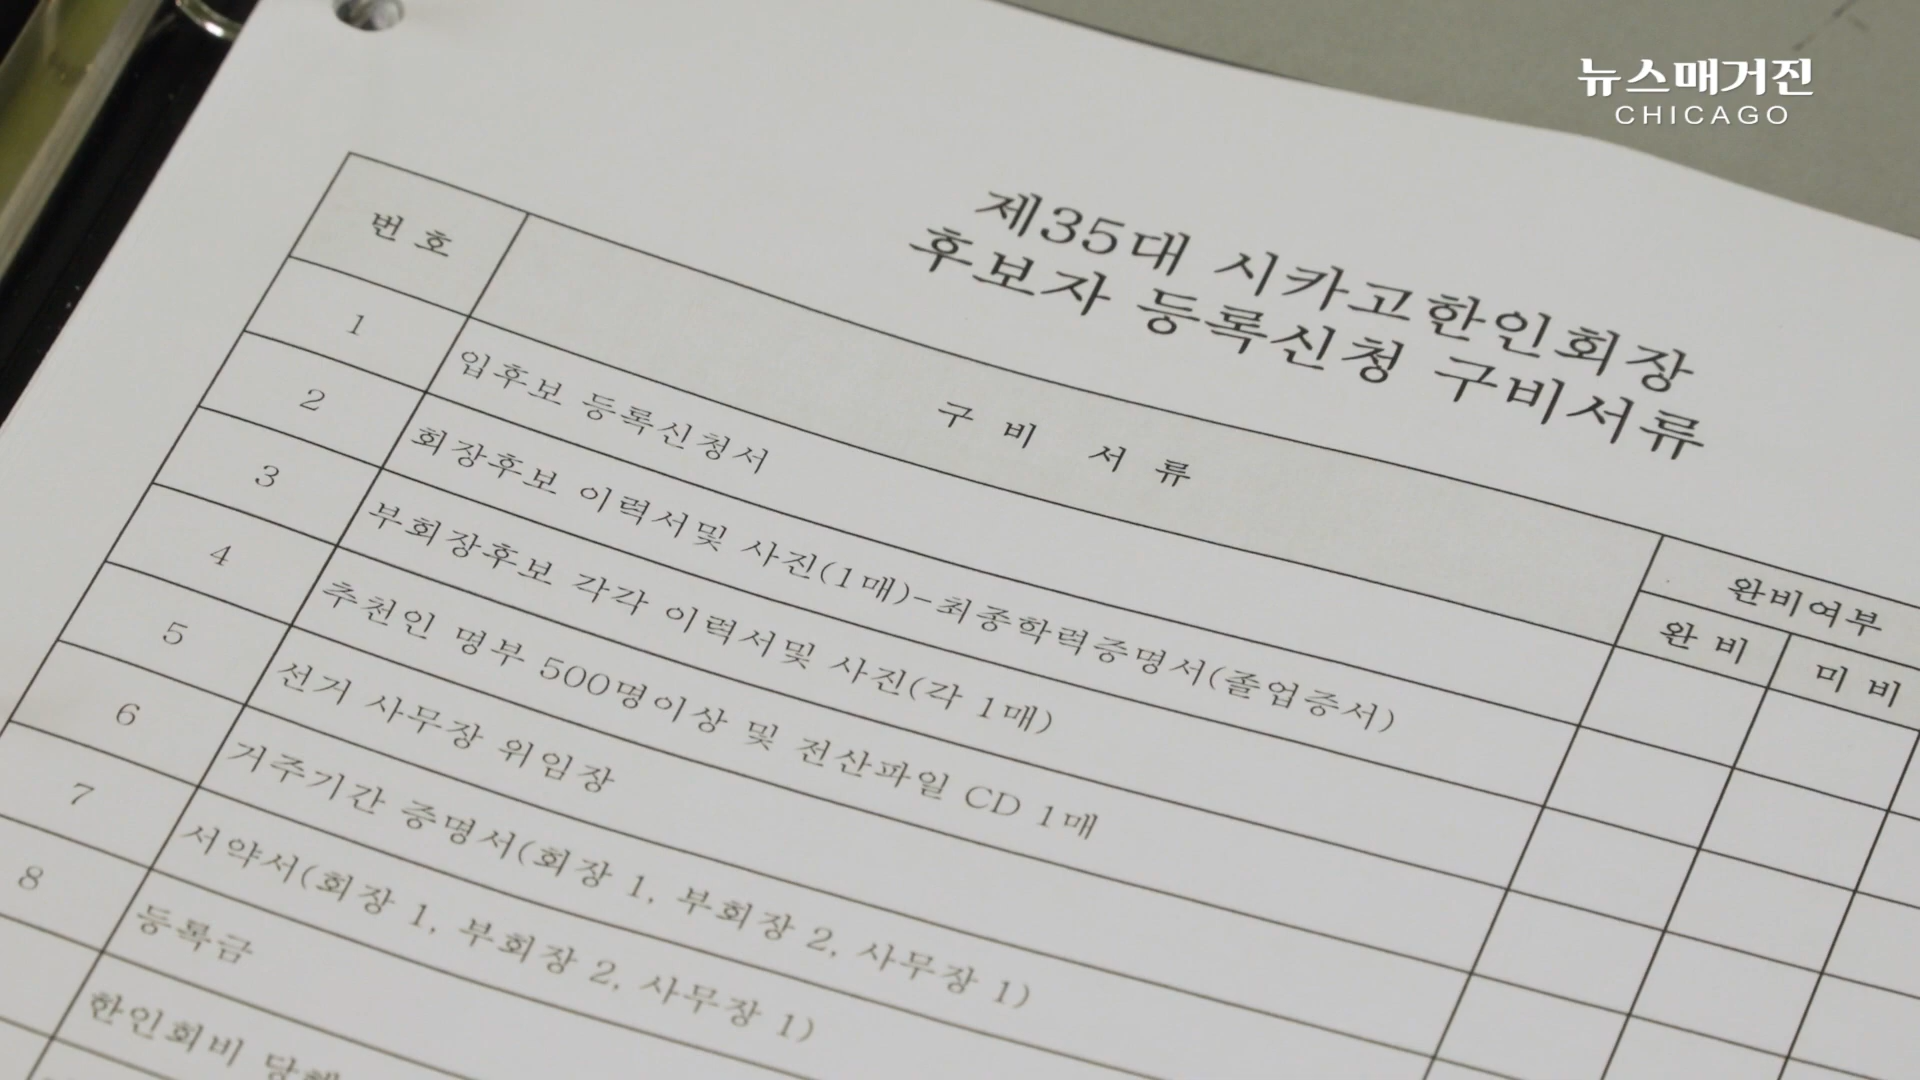 뉴스매거진
CHICAGO
제35대 시카고한인회장
후보자 등록신청 구비서류
번 호
구 비 서 류
완비여부
완 비
미 비
1
입후보 등록신청서
2
회장후보 이력서및 사진(1매)-최종학력증명서(졸업증서)
3
부회장후보 각각 이력서및 사진(각 1매)
4
추천인 명부 500명이상 및 전산파일 CD 1매
5
선거 사무장 위임장
6
거주기간 증명서(회장 1, 부회장 2, 사무장 1)
7
서약서(회장 1, 부회장 2, 사무장 1)
8
등록금
한인회비